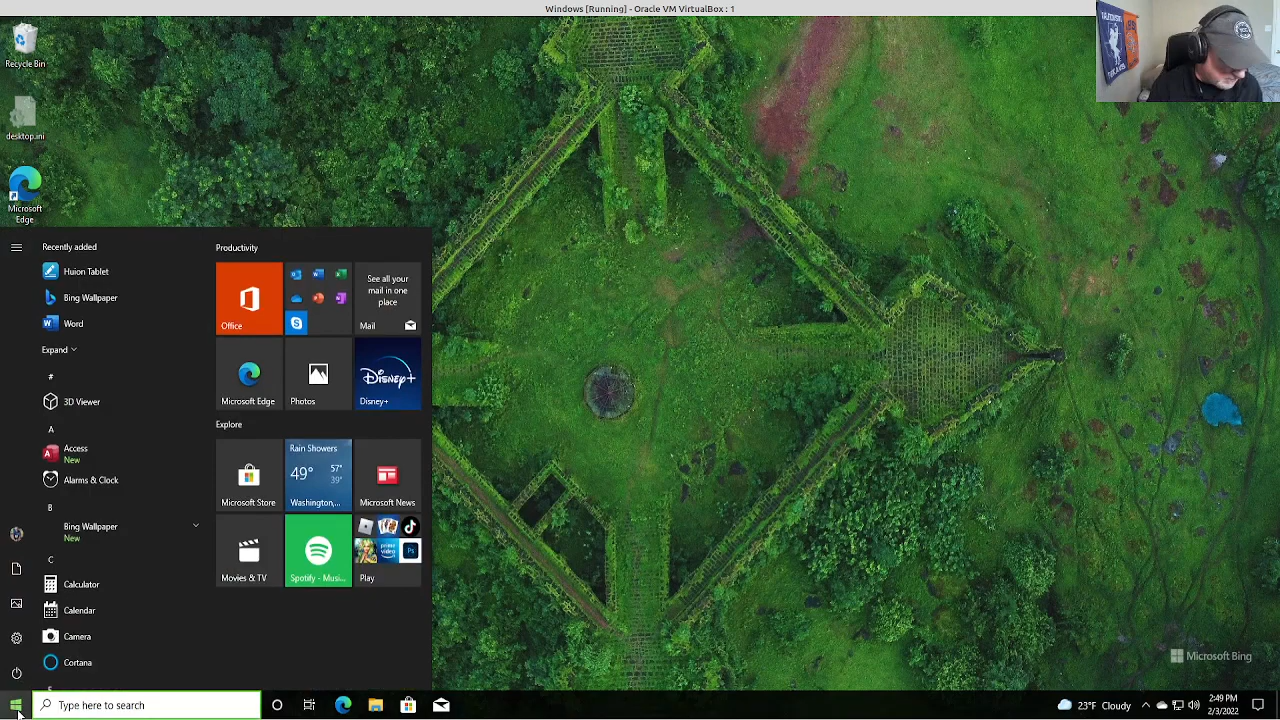 Windows [Running] - Oracle VM VirtualBox : 1
Recycle Bin
desktop.ini
Microsoft
Edge
Recently added
Huion Tablet
Bing Wallpaper
Word
Expand
#
3D Viewer
A
Access
New
Alarms & Clock
B
Bing Wallpaper
New
C
Calculator
Calendar
Camera
Cortana
Productivity
Office
See all your
mail in one
place
Mail
Microsoft Edge
Photos
Disney+
Disney+
Explore
Microsoft Store
Rain Showers
49°
57°
39°
Washington,...
Microsoft News
Movies & TV
Spotify - Musi...
prime
video
Ps
Play
Microsoft Bing
Type here to search
23°F Cloudy
2:49 PM
2/3/2022